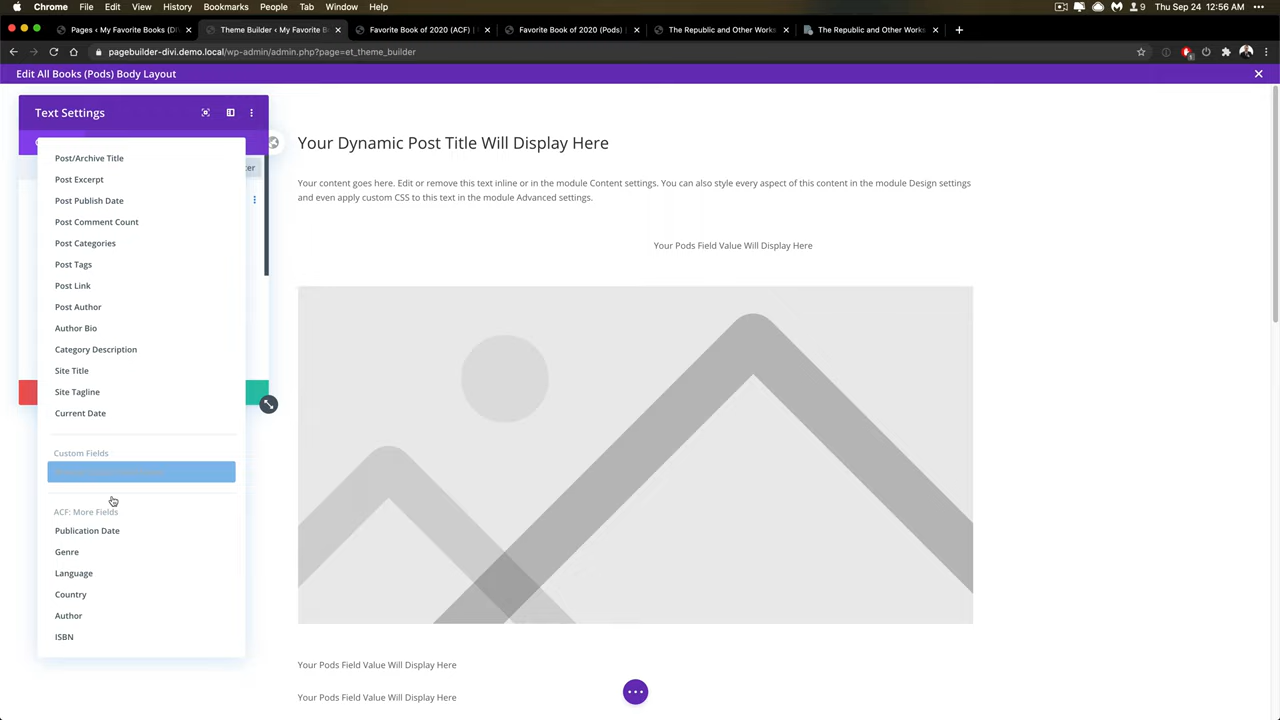 Chrome File Edit View History Bookmarks People Tab Window Help
9 Thu Sep 24 12:56 AM
Pages ‹ My Favorite Books (Di
Theme Builder ‹ My Favorite B
Favorite Book of 2020 (ACF)
Favorite Book of 2020 (Pods)
The Republic and Other Works
The Republic and Other Works
pagebuilder-divi.demo.local/wp-admin/admin.php?page=et_theme_builder
Edit All Books (Pods) Body Layout
Text Settings
Post/Archive Title
Post Excerpt
Post Publish Date
Post Comment Count
Post Categories
Post Tags
Post Link
Post Author
Author Bio
Category Description
Site Title
Site Tagline
Current Date
Custom Fields
ACF: More Fields
Publication Date
Genre
Language
Country
Author
ISBN
Your Dynamic Post Title Will Display Here
Your content goes here. Edit or remove this text inline or in the module Content settings. You can also style every aspect of this content in the module Design settings
and even apply custom CSS to this text in the module Advanced settings.
Your Pods Field Value Will Display Here
Your Pods Field Value Will Display Here
Your Pods Field Value Will Display Here